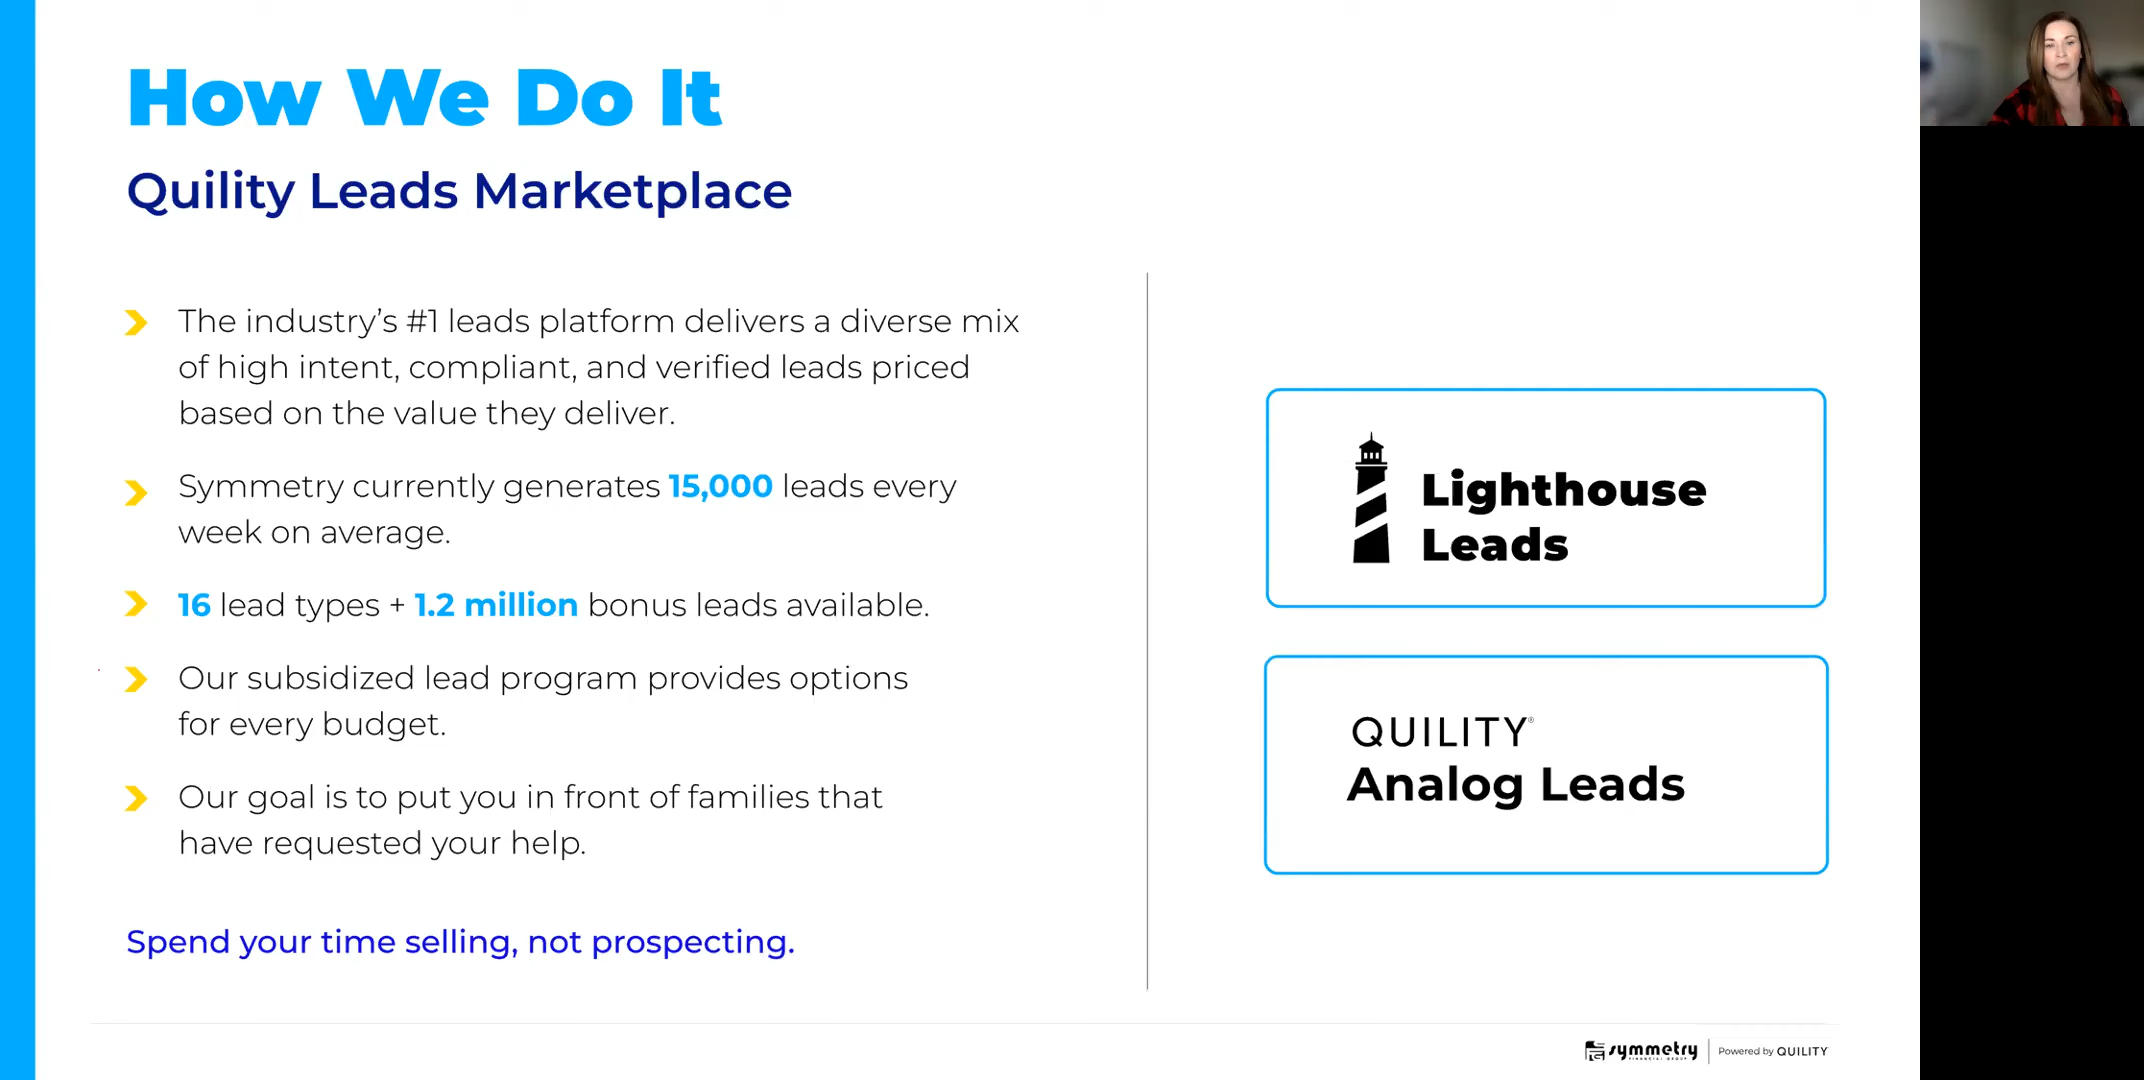 How We Do It
Quility Leads Marketplace
The industry's #1 leads platform delivers a diverse mix
of high intent, compliant, and verified leads priced
based on the value they deliver.
Symmetry currently generates 15,000 leads every
week on average.
16 lead types + 1.2 million bonus leads available.
Our subsidized lead program provides options
for every budget.
Our goal is to put you in front of families that
have requested your help.
Spend your time selling, not prospecting.
Lighthouse
Leads
QUILITY®
Analog Leads
symmetry
FINANCIAL GROUP
Powered by QUILITY